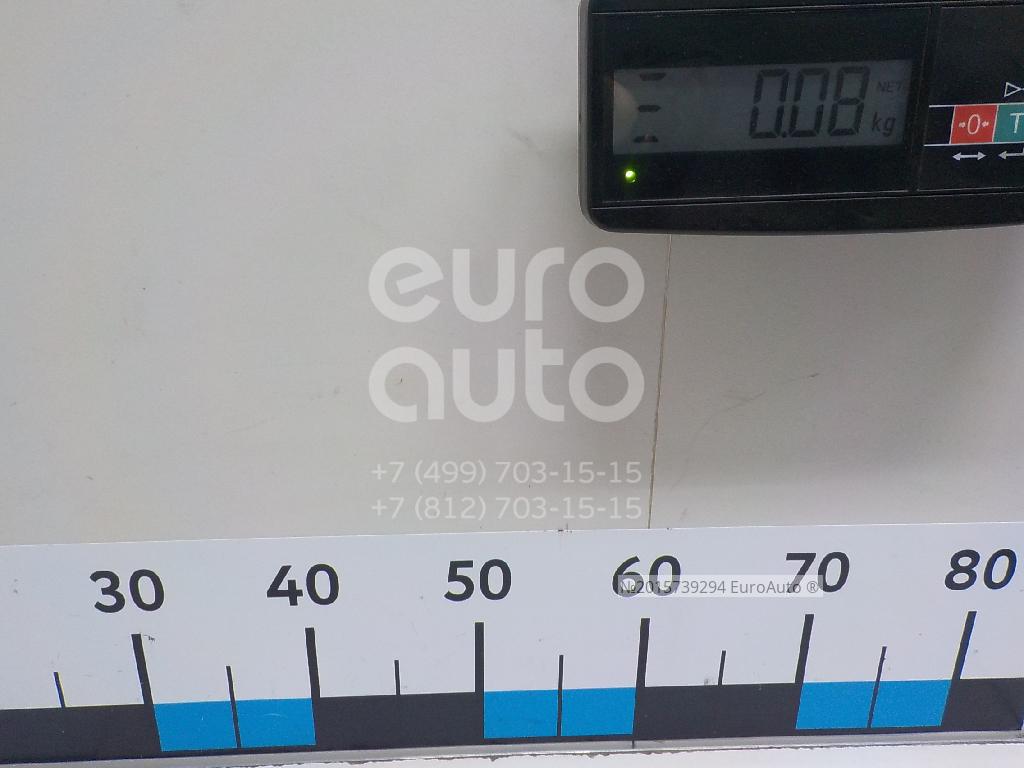 0.08
NET
kg
→0←
T
euro
auto
+7 (499) 703-15-15
+7 (812) 703-15-15
30 40 50 60 70 80
№2015739294 EuroAuto ®